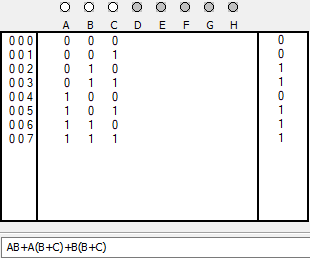 A B C D E F G H
0 0 0 0 0 0 0
0 0 1 0 0 1 0
0 0 2 0 1 0 1
0 0 3 0 1 1 1
0 0 4 1 0 0 0
0 0 5 1 0 1 1
0 0 6 1 1 0 1
0 0 7 1 1 1 1
AB+A(B+C)+B(B+C)